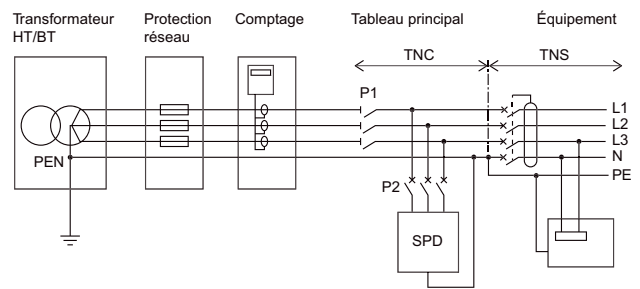 Transformateur
HT/BT
Protection
réseau
Comptage
Tableau principal
Équipement
TNC
TNS
P1
L1
L2
L3
N
PE
PEN
P2
SPD